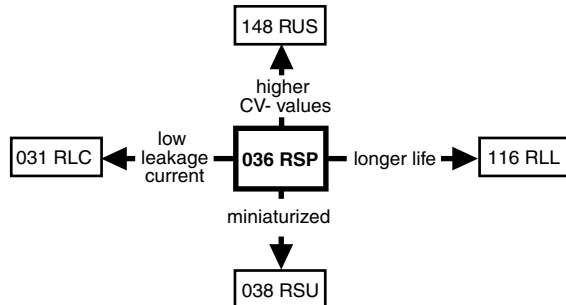 148 RUS
higher
CV- values
low
leakage
current
031 RLC
036 RSP
longer life
116 RLL
miniaturized
038 RSU